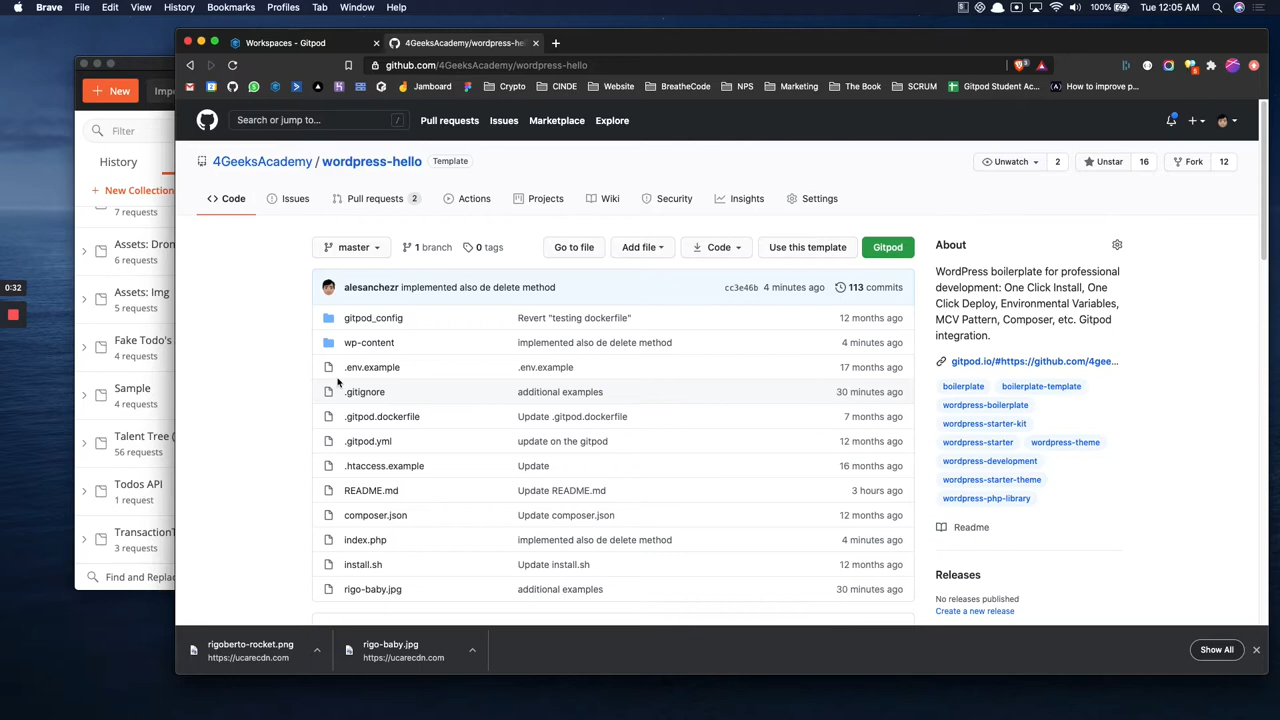 Brave File Edit View History Bookmarks Profiles Tab Window Help
100% Tue 12:05 AM
Workspaces - Gitpod
4GeeksAcademy/wordpress-he
github.com/4GeeksAcademy/wordpress-hello
Jamboard Crypto CINDE Website BreatheCode NPS Marketing The Book SCRUM Gitpod Student Ac... How to improve p...
New
Imp
Filter
History
New Collection
7 requests
Assets: Dron
6 requests
Assets: Img
5 requests
Fake Todo's
4 requests
Sample
4 requests
Talent Tree (
56 requests
Todos API
1 request
TransactionT
3 requests
Find and Repla
0:32
Search or jump to... /
Pull requests Issues Marketplace Explore
4GeeksAcademy / wordpress-hello Template
Unwatch 2 Unstar 16 Fork 12
Code Issues Pull requests 2 Actions Projects Wiki Security Insights Settings
master 1 branch 0 tags Go to file Add file Code Use this template Gitpod
alesanchezr implemented also de delete method cc3e46b 4 minutes ago 113 commits
gitpod_config Revert "testing dockerfile" 12 months ago
wp-content implemented also de delete method 4 minutes ago
.env.example .env.example 17 months ago
.gitignore additional examples 30 minutes ago
.gitpod.dockerfile Update .gitpod.dockerfile 7 months ago
.gitpod.yml update on the gitpod 12 months ago
.htaccess.example Update 16 months ago
README.md Update README.md 3 hours ago
composer.json Update composer.json 12 months ago
index.php implemented also de delete method 4 minutes ago
install.sh Update install.sh 12 months ago
rigo-baby.jpg additional examples 30 minutes ago
About
WordPress boilerplate for professional
development: One Click Install, One
Click Deploy, Environmental Variables,
MCV Pattern, Composer, etc. Gitpod
integration.
gitpod.io/#https://github.com/4gee...
boilerplate boilerplate-template
wordpress-boilerplate
wordpress-starter-kit
wordpress-starter wordpress-theme
wordpress-development
wordpress-starter-theme
wordpress-php-library
Readme
Releases
No releases published
Create a new release
rigoberto-rocket.png
https://ucarecdn.com
rigo-baby.jpg
https://ucarecdn.com
Show All